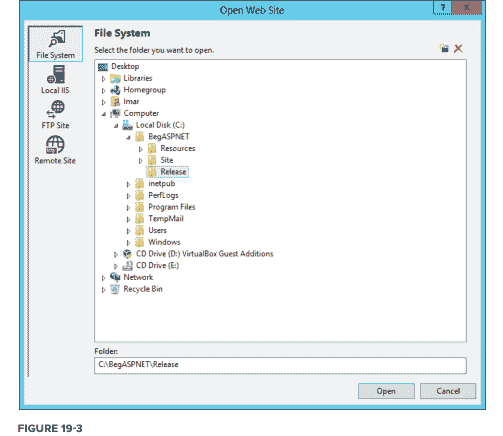 Open Web Site
? x
File System
Select the folder you want to open.
File System
Local IIS
FTP Site
Remote Site
Desktop
Libraries
Homegroup
Imar
Computer
Local Disk (C:)
BegASPNET
Resources
Site
Release
inetpub
PerfLogs
Program Files
TempMail
Users
Windows
CD Drive (D:) VirtualBox Guest Additions
CD Drive (E:)
Network
Recycle Bin
Folder:
C:\BegASPNET\Release
Open Cancel
FIGURE 19-3